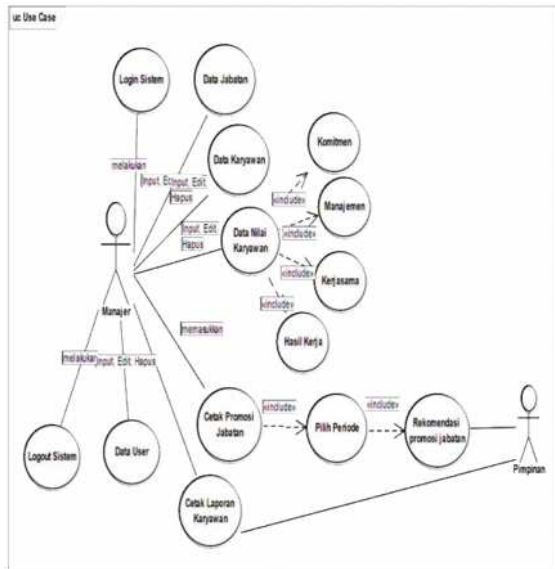 uc Use Case
Login Sistem
Data Jabatan
Data Karyawan
Komitmen
melakukan
Input, Edit,
Hapus
«include»
Manajemen
Input, Edit,
Hapus
Data Nilai
Karyawan
«include»
«include»
Kerjasama
Manajer
«include»
memasukkan
Hasil Kerja
melakukan
Input, Edit, Hapus
Cetak Promosi
Jabatan
«include»
Pilih Periode
«include»
Rekomendasi
promosi jabatan
Logout Sistem
Data User
Pimpinan
Cetak Laporan
Karyawan